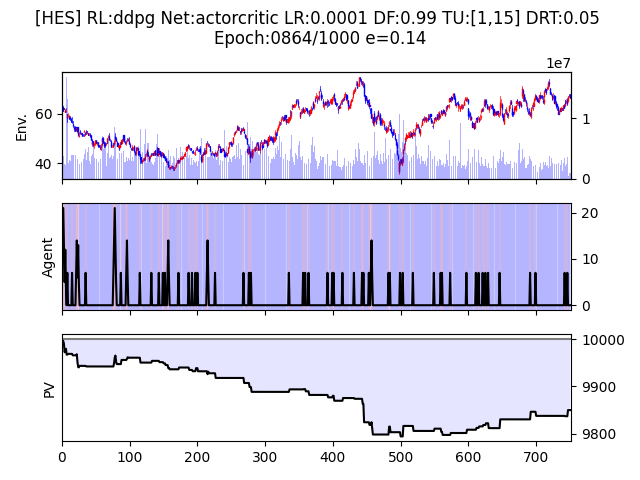 [HES] RL:ddpg Net:actorcritic LR:0.0001 DF:0.99 TU:[1,15] DRT:0.05
Epoch:0864/1000 e=0.14
1e7
Env.
60
40
1
0
Agent
20
10
0
PV
10000
9900
9800
0 100 200 300 400 500 600 700